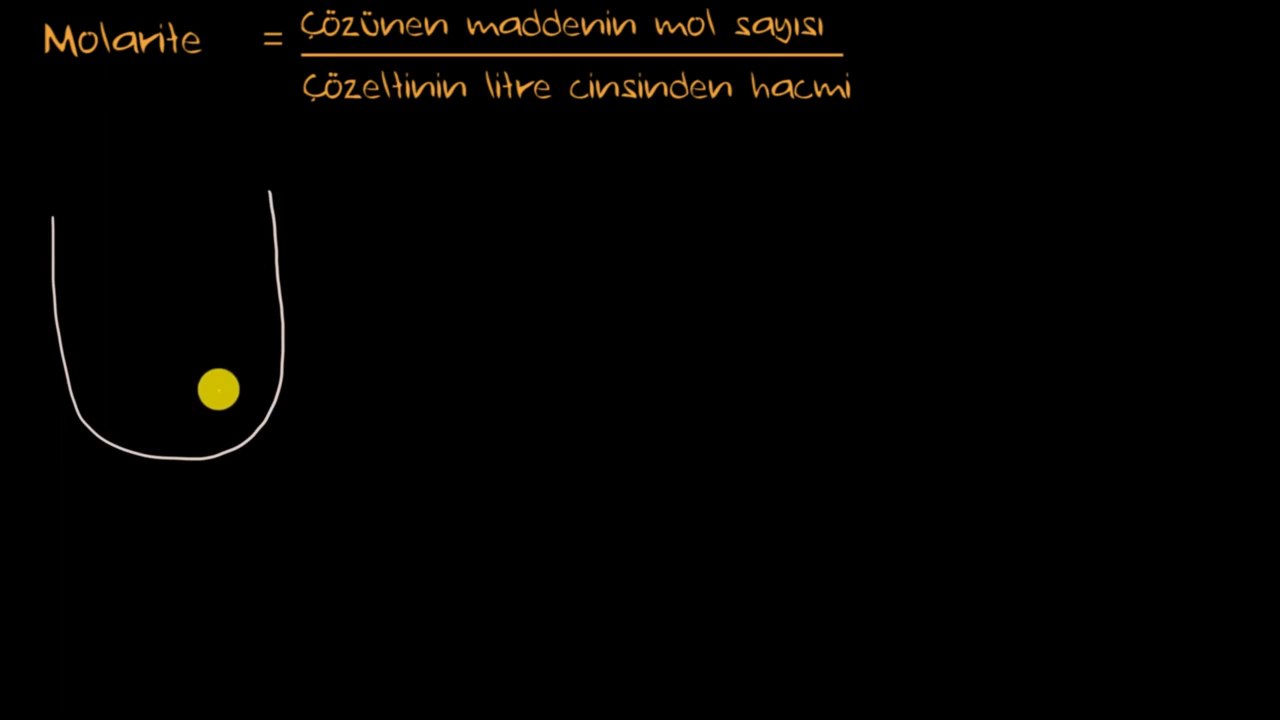 Molarite = çözünen maddenin mol sayısı
çözeltinin litre cinsinden hacmi